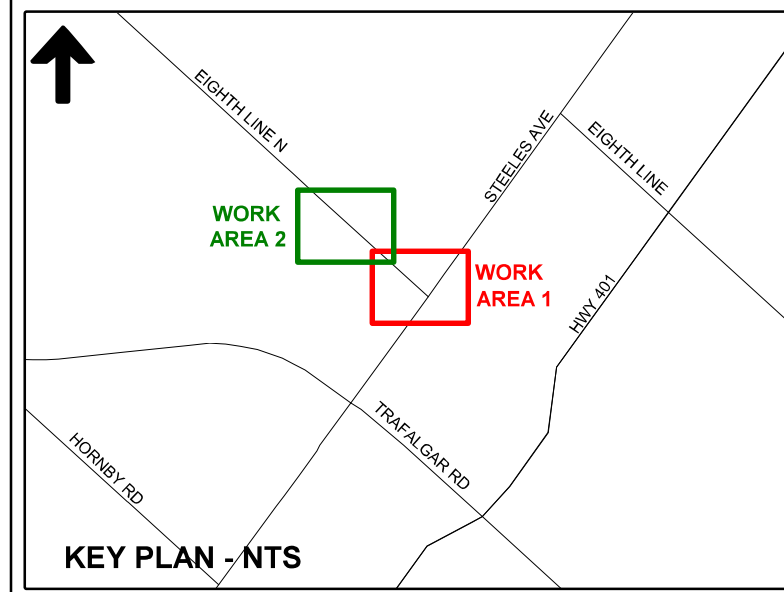 EIGHTH LINE N
STEELES AVE
EIGHTH LINE
WORK
AREA 2
WORK
AREA 1
HWY 401
TRAFALGAR RD
HORNBY RD
KEY PLAN - NTS